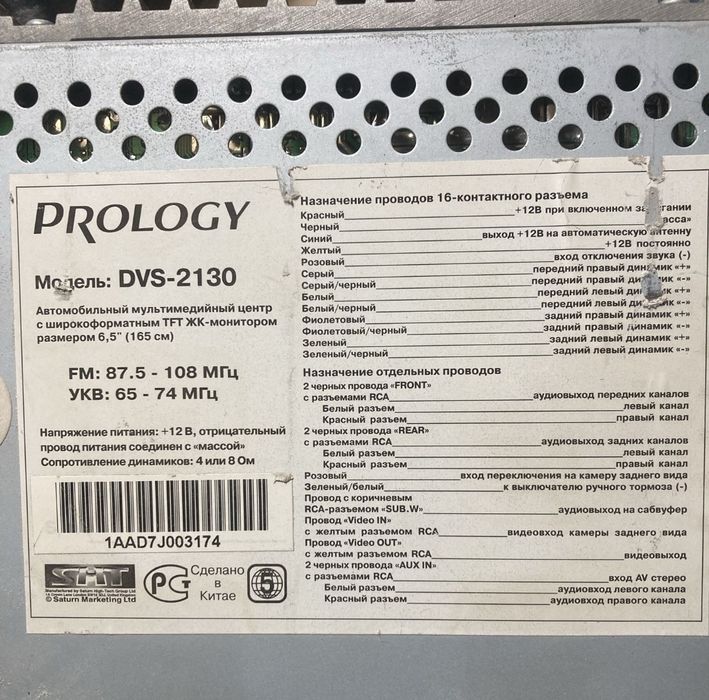 PROLOGY
Модель: DVS-2130
Автомобильный мультимедийный центр
с широкоформатным TFT ЖК-монитором
размером 6,5" (165 см)
FM: 87.5 - 108 МГц
УКВ: 65 - 74 МГц
Напряжение питания: +12 В, отрицательный
провод питания соединен с «массой»
Сопротивление динамиков: 4 или 8 Ом
1AAD7J003174
SHT
Manufactured by Saturn High-Tech Group Ltd
© Saturn Marketing Ltd
РСТ
Сделано
в
Китае
5
Назначение проводов 16-контактного разъема
Красный +12В при включенном
Черный
Синий выход +12В на автоматическую антенну
Желтый +12В постоянно
Розовый вход отключения звука (-)
Серый передний правый динамик «+»
Серый/черный передний правый динамик «-»
Белый передний левый «+»
Белый/черный передний левый динамик «-»
Фиолетовый задний правый динамик «+»
Фиолетовый/черный задний правый динамик «-»
Зеленый задний левый динамик «+»
Зеленый/черный задний левый динамик «-»
Назначение отдельных проводов
2 черных провода «FRONT»
с разъемами RCA аудиовыход передних каналов
Белый разъем левый канал
Красный разъем правый канал
2 черных провода «REAR»
с разъемами RCA аудиовыход задних каналов
Белый разъем левый канал
Красный разъем правый канал
Розовый вход переключения на камеру заднего вида
Зеленый/белый к выключателю ручного тормоза (-)
Провод с коричневым
RCA-разъемом «SUB.W» аудиовыход на сабвуфер
Провод «Video IN»
с желтым разъемом RCA видеовход камеры заднего вида
Провод «Video OUT»
с желтым разъемом RCA видеовыход
2 черных провода «AUX IN»
с разъемами RCA вход AV стерео
Белый разъем аудиовход левого канала
Красный разъем аудиовход правого канала